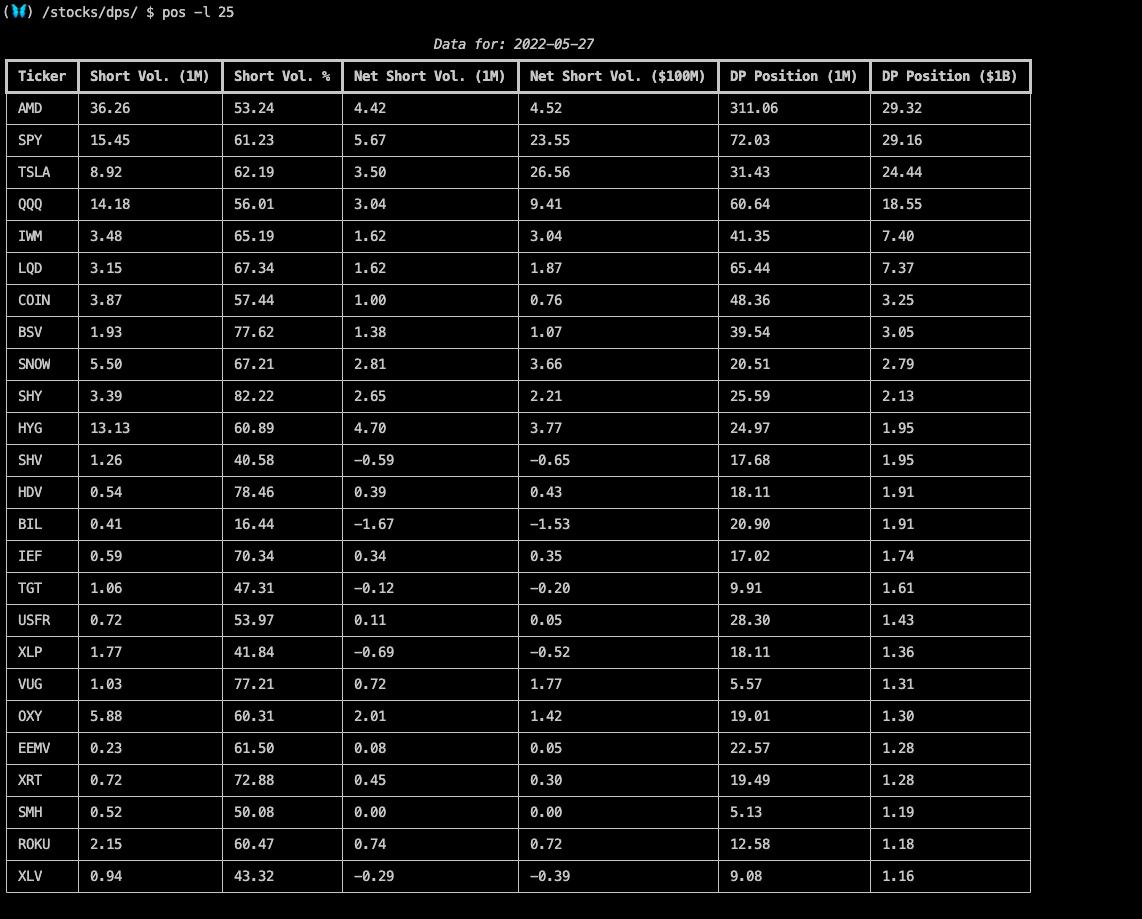 (🦋) /stocks/dps/ $ pos -l 25
Data for: 2022-05-27
Ticker Short Vol. (1M) Short Vol. % Net Short Vol. (1M) Net Short Vol. ($100M) DP Position (1M) DP Position ($1B)
AMD 36.26 53.24 4.42 4.52 311.06 29.32
SPY 15.45 61.23 5.67 23.55 72.03 29.16
TSLA 8.92 62.19 3.50 26.56 31.43 24.44
QQQ 14.18 56.01 3.04 9.41 60.64 18.55
IWM 3.48 65.19 1.62 3.04 41.35 7.40
LQD 3.15 67.34 1.62 1.87 65.44 7.37
COIN 3.87 57.44 1.00 0.76 48.36 3.25
BSV 1.93 77.62 1.38 1.07 39.54 3.05
SNOW 5.50 67.21 2.81 3.66 20.51 2.79
SHY 3.39 82.22 2.65 2.21 25.59 2.13
HYG 13.13 60.89 4.70 3.77 24.97 1.95
SHV 1.26 40.58 -0.59 -0.65 17.68 1.95
HDV 0.54 78.46 0.39 0.43 18.11 1.91
BIL 0.41 16.44 -1.67 -1.53 20.90 1.91
IEF 0.59 70.34 0.34 0.35 17.02 1.74
TGT 1.06 47.31 -0.12 -0.20 9.91 1.61
USFR 0.72 53.97 0.11 0.05 28.30 1.43
XLP 1.77 41.84 -0.69 -0.52 18.11 1.36
VUG 1.03 77.21 0.72 1.77 5.57 1.31
OXY 5.88 60.31 2.01 1.42 19.01 1.30
EEMV 0.23 61.50 0.08 0.05 22.57 1.28
XRT 0.72 72.88 0.45 0.30 19.49 1.28
SMH 0.52 50.08 0.00 0.00 5.13 1.19
ROKU 2.15 60.47 0.74 0.72 12.58 1.18
XLV 0.94 43.32 -0.29 -0.39 9.08 1.16